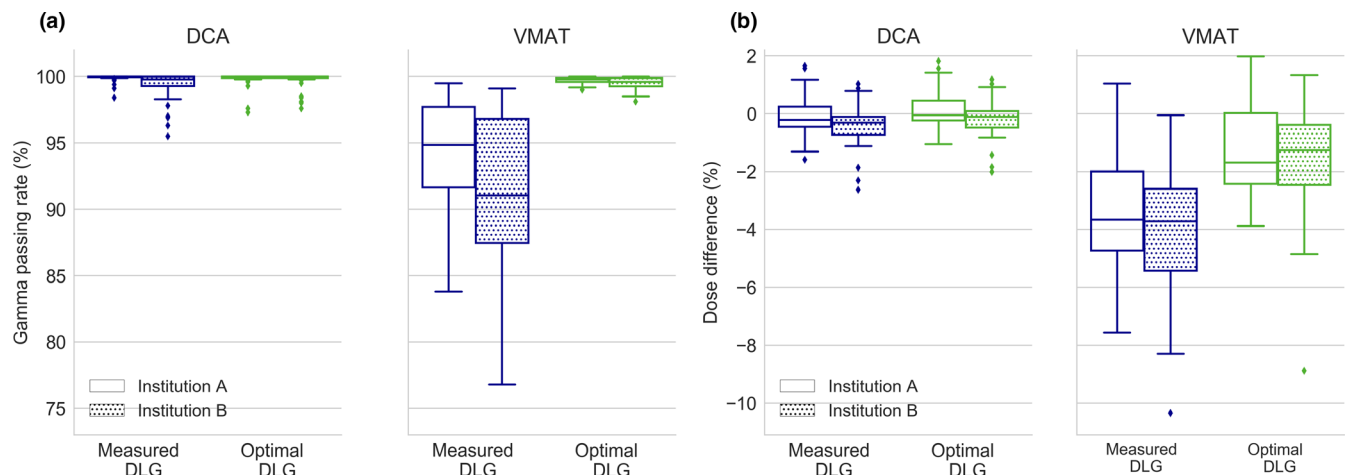 (a)
DCA
VMAT
Gamma passing rate (%)
100
95
90
85
80
75
Institution A
Institution B
Measured
DLG
Optimal
DLG
Measured
DLG
Optimal
DLG
(b)
DCA
VMAT
Dose difference (%)
2
0
−2
−4
−6
−8
−10
Institution A
Institution B
Measured
DLG
Optimal
DLG
Measured
DLG
Optimal
DLG